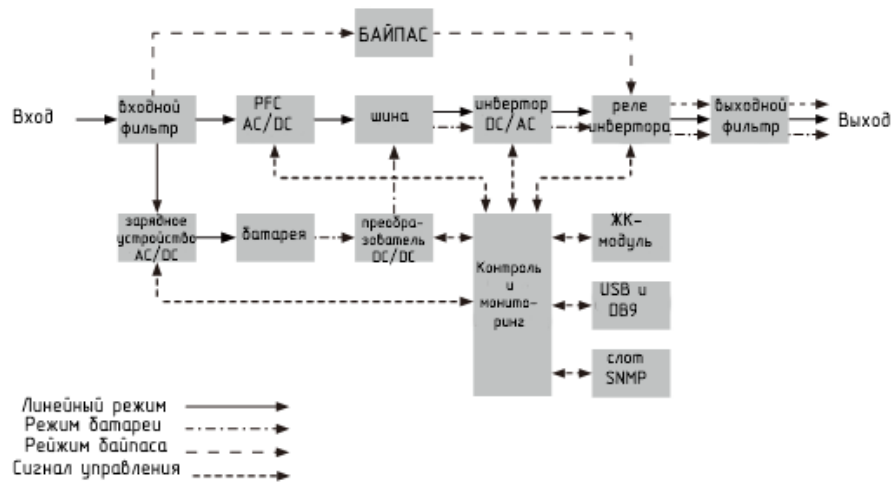 БАЙПАС
Вход
входной
фильтр
PFC
AC/DC
шина
инвертор
DC/AC
реле
инвертора
выходной
фильтр
Выход
зарядное
устройство
AC/DC
батарея
преобра-
зователь
DC/DC
Контроль
и
монито-
ринг
ЖК-
модуль
USB и
DB9
слот
SNMP
Линейный режим
Режим батареи
Рейжим байпаса
Сигнал управления